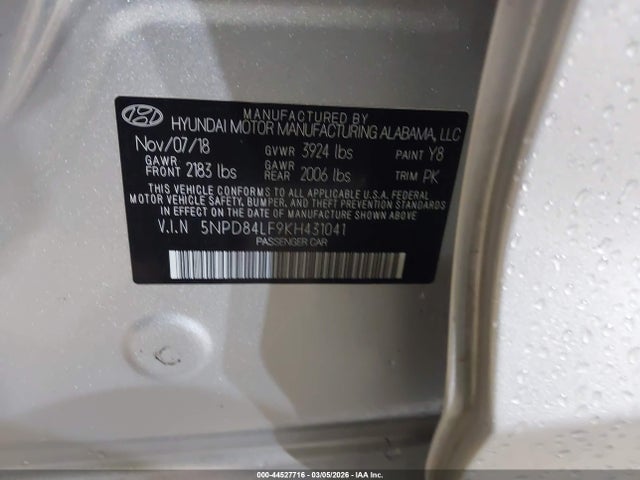 MANUFACTURED BY
HYUNDAI MOTOR MANUFACTURING ALABAMA, LLC
Nov/07/18 GVWR 3924 lbs PAINT Y8
GAWR FRONT 2183 lbs GAWR REAR 2006 lbs TRIM PK
THIS VEHICLE CONFORMS TO ALL APPLICABLE U.S.A. FEDERAL
MOTOR VEHICLE SAFETY, BUMPER, AND THEFT PREVENTION STANDARDS
IN EFFECT ON THE DATE OF MANUFACTURE SHOWN ABOVE.
V.I.N 5NPD84LF9KH431041
PASSENGER CAR
000-44527716 - 03/05/2026 - IAA Inc.